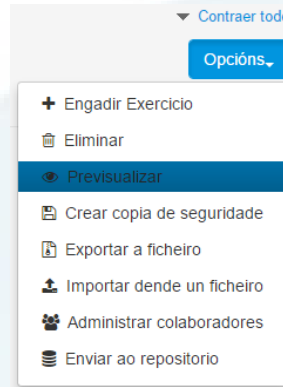 Contraer tod
Opcións
Engadir Exercicio
Eliminar
Previsualizar
Crear copia de seguridade
Exportar a ficheiro
Importar dende un ficheiro
Administrar colaboradores
Enviar ao repositorio